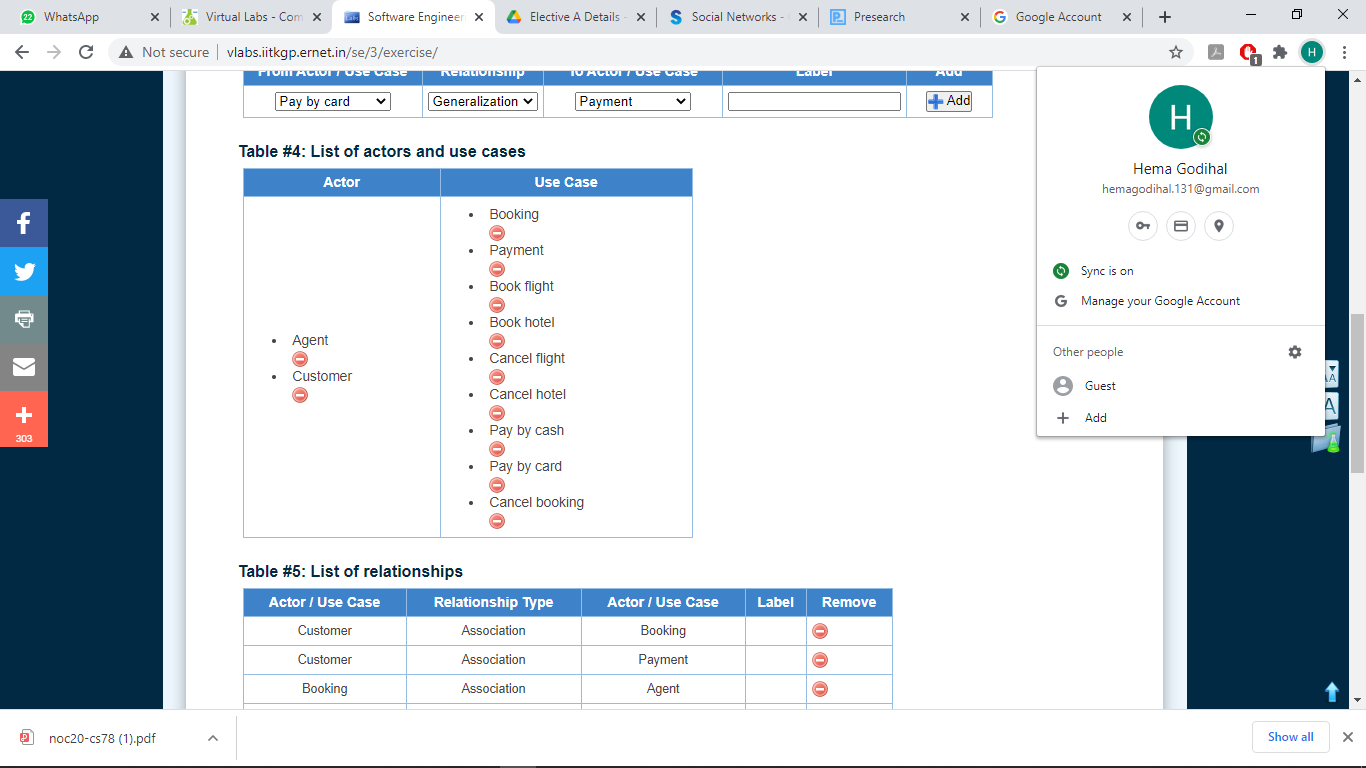 22 WhatsApp
Virtual Labs - Com
Software Engineer
Elective A Details -
Social Networks -
Presearch
Google Account
Not secure
vlabs.iitkgp.ernet.in/se/3/exercise/
1
H
From Actor / Use Case Relationship To Actor / Use Case Label Add
Pay by card Generalization Payment Add
Table #4: List of actors and use cases
Actor Use Case
Agent
Customer
Booking
Payment
Book flight
Book hotel
Cancel flight
Cancel hotel
Pay by cash
Pay by card
Cancel booking
Table #5: List of relationships
Actor / Use Case Relationship Type Actor / Use Case Label Remove
Customer Association Booking
Customer Association Payment
Booking Association Agent
303
H
Hema Godihal
hemagodihal.131@gmail.com
Sync is on
Manage your Google Account
Other people
Guest
Add
A
noc20-cs78 (1).pdf
Show all